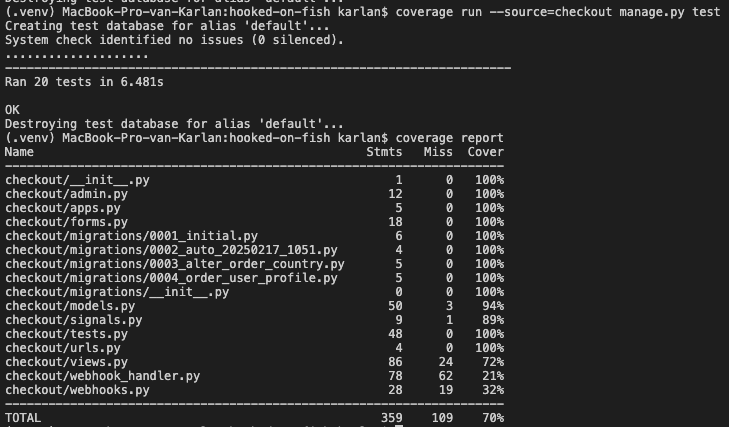 (.venv) MacBook-Pro-van-Karlan:hooked-on-fish karlan$ coverage run --source=checkout manage.py test
Creating test database for alias 'default'...
System check identified no issues (0 silenced).
....................
----------------------------------------------------------------------
Ran 20 tests in 6.481s
OK
Destroying test database for alias 'default'...
(.venv) MacBook-Pro-van-Karlan:hooked-on-fish karlan$ coverage report
Name Stmts Miss Cover
---------------------------------------------------------------------
checkout/__init__.py 1 0 100%
checkout/admin.py 12 0 100%
checkout/apps.py 5 0 100%
checkout/forms.py 18 0 100%
checkout/migrations/0001_initial.py 6 0 100%
checkout/migrations/0002_auto_20250217_1051.py 4 0 100%
checkout/migrations/0003_alter_order_country.py 5 0 100%
checkout/migrations/0004_order_user_profile.py 5 0 100%
checkout/migrations/__init__.py 0 0 100%
checkout/models.py 50 3 94%
checkout/signals.py 9 1 89%
checkout/tests.py 48 0 100%
checkout/urls.py 4 0 100%
checkout/views.py 86 24 72%
checkout/webhook_handler.py 78 62 21%
checkout/webhooks.py 28 19 32%
---------------------------------------------------------------------
TOTAL 359 109 70%